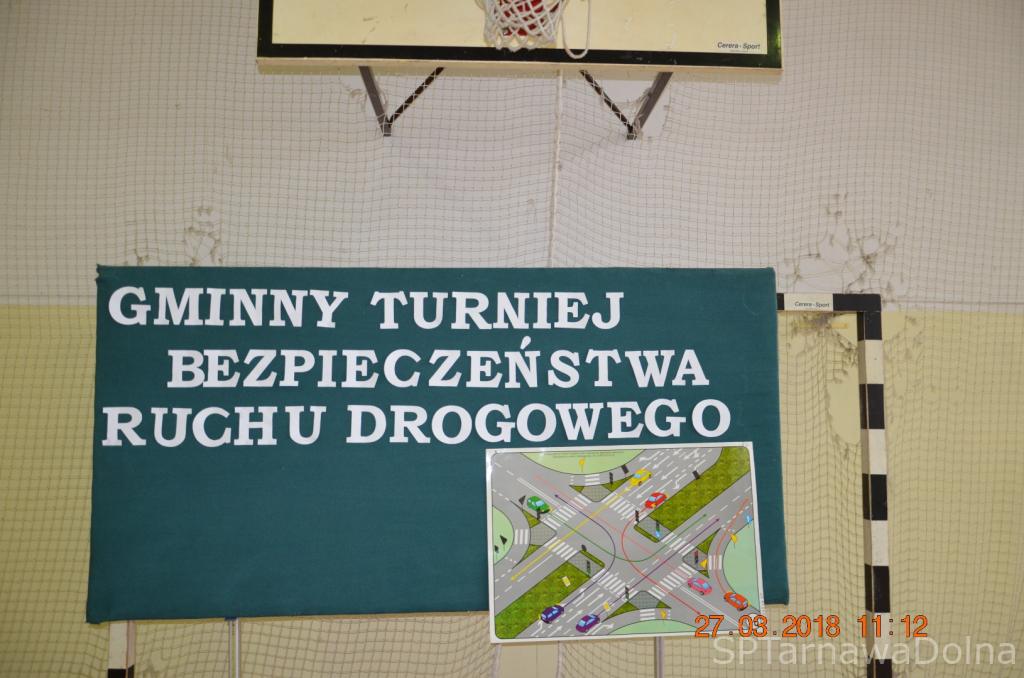 Cerera-Sport
Cerera-Sport
GMINNY TURNIEJ
BEZPIECZEŃSTWA
RUCHU DROGOWEGO
27.03.2018 11:12
SPTarnawaDolna